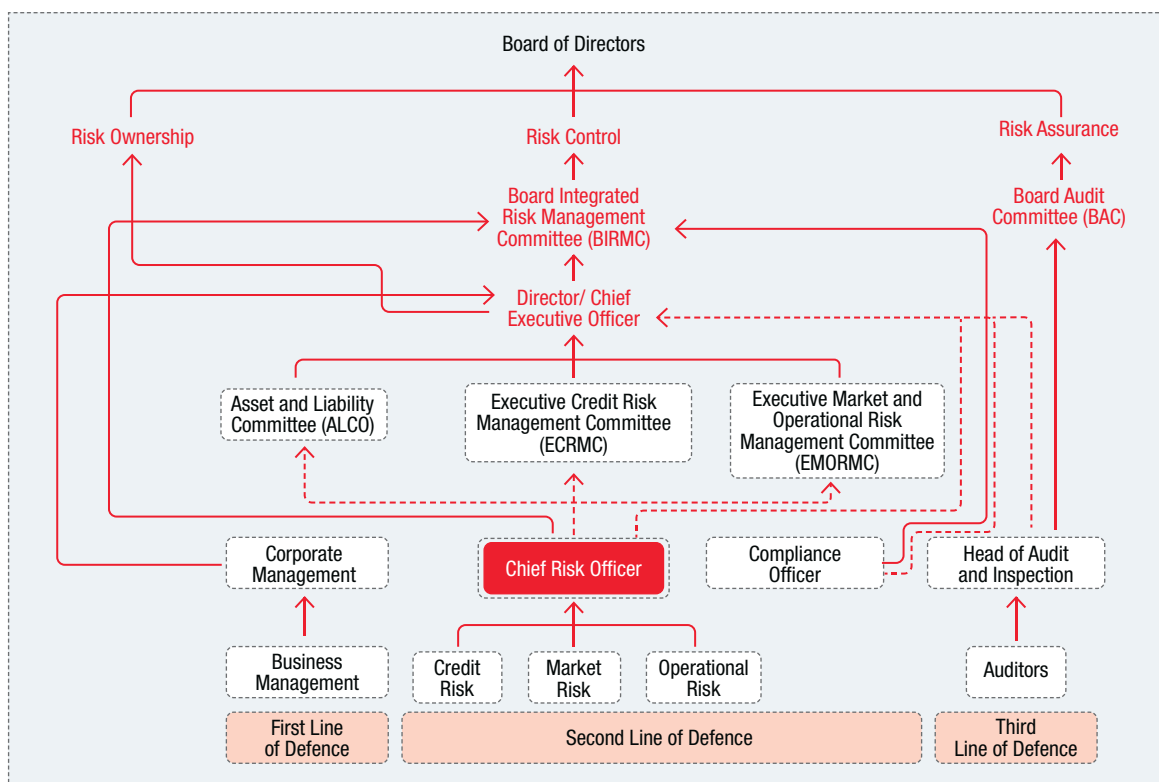 Board of Directors
Risk Ownership
Risk Control
Risk Assurance
Board Integrated
Risk Management
Committee (BIRMC)
Board Audit
Committee (BAC)
Director/ Chief
Executive Officer
Asset and Liability
Committee (ALCO)
Executive Credit Risk
Management Committee
(ECRMC)
Executive Market and
Operational Risk
Management Committee
(EMORMC)
Corporate
Management
Chief Risk Officer
Compliance
Officer
Head of Audit
and Inspection
Business
Management
Credit
Risk
Market
Risk
Operational
Risk
Auditors
First Line
of Defence
Second Line of Defence
Third
Line of Defence